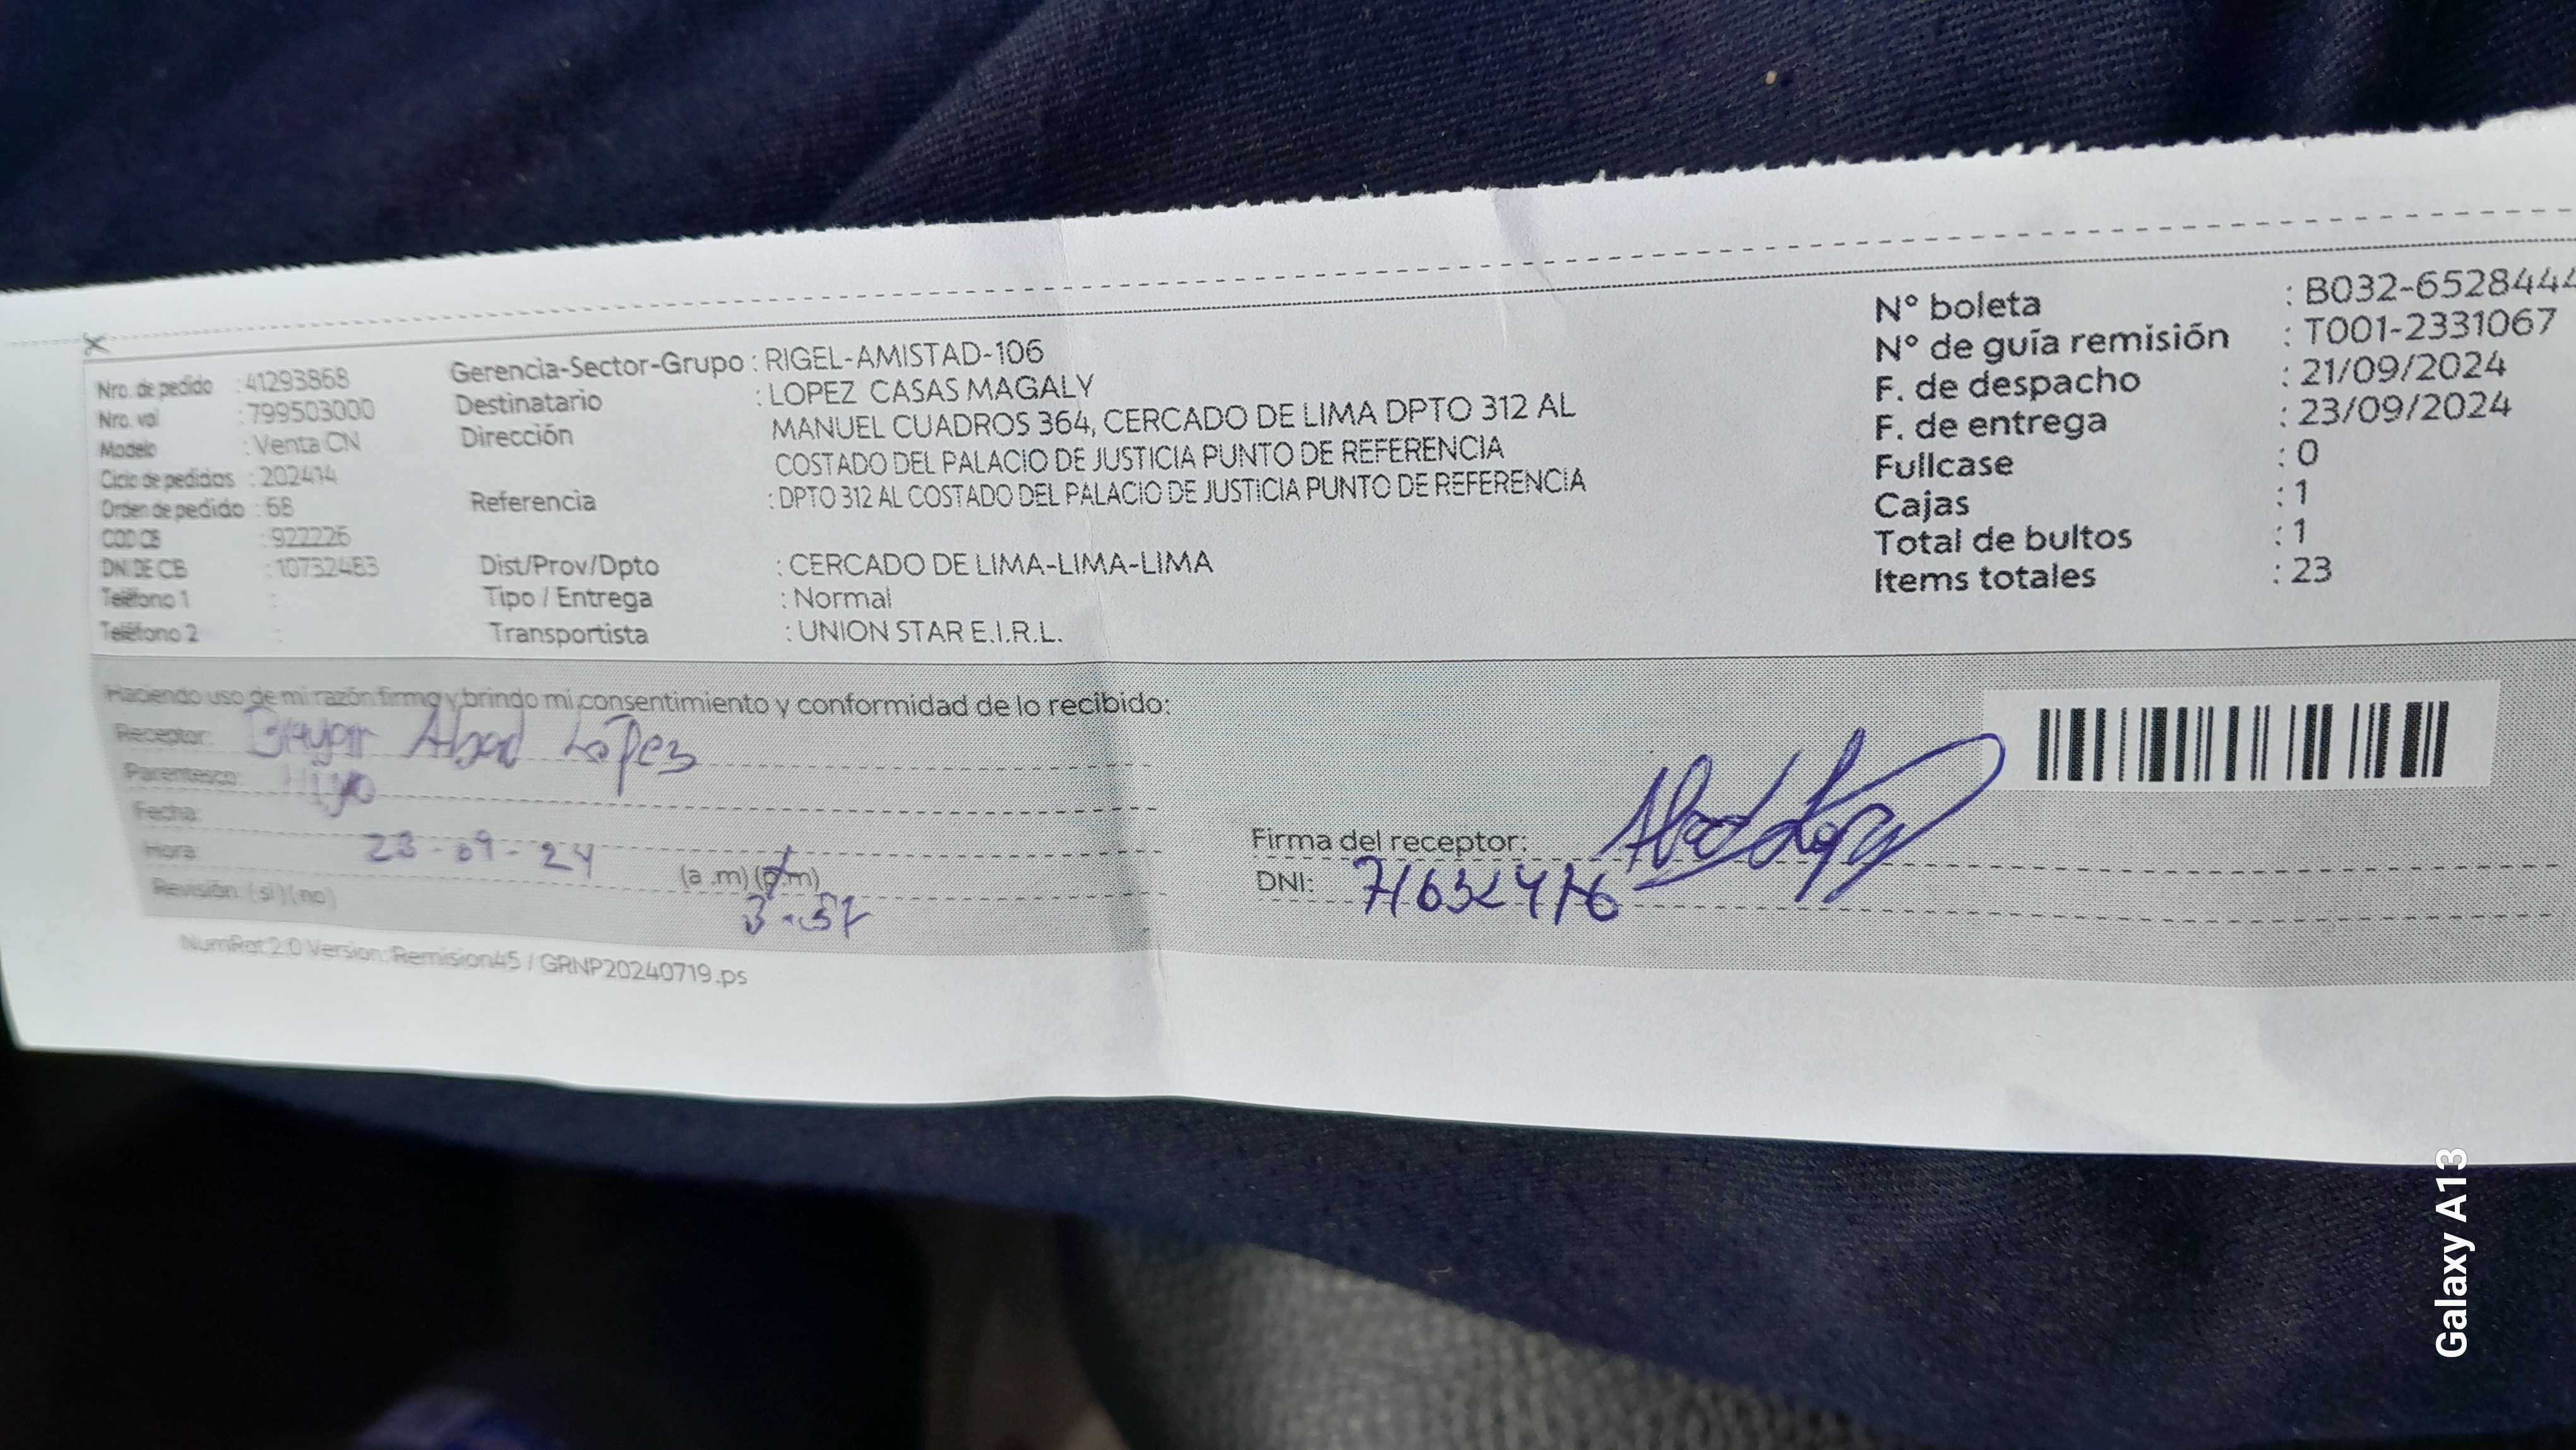 Nro. de pedido : 41293868
Nro. val : 799503000
Modelo : Venta CN
Ciclo de pedidos : 202414
Orden de pedido : 68
COD CB : 922226
DNI DE CB : 10732483
Teléfono 1 :
Teléfono 2 :
Gerencia-Sector-Grupo : RIGEL-AMISTAD-106
Destinatario : LOPEZ CASAS MAGALY
Dirección MANUEL CUADROS 364, CERCADO DE LIMA DPTO 312 AL
COSTADO DEL PALACIO DE JUSTICIA PUNTO DE REFERENCIA
Referencia : DPTO 312 AL COSTADO DEL PALACIO DE JUSTICIA PUNTO DE REFERENCIA
Dist/Prov/Dpto : CERCADO DE LIMA-LIMA-LIMA
Tipo / Entrega : Normal
Transportista : UNION STAR E.I.R.L.
N° boleta : B032-6528444
N° de guía remisión : T001-2331067
F. de despacho : 21/09/2024
F. de entrega : 23/09/2024
Fullcase : 0
Cajas : 1
Total de bultos : 1
Items totales : 23
Haciendo uso de mi razón firmo y brindo mi consentimiento y conformidad de lo recibido:
Receptor: Brayan Abad Lopez
Parentesco: Hijo
Fecha:
23-09-24
Hora: (a .m) (p.m)
3:57
Revisión: (si) (no)
Firma del receptor: Abad Lopez
DNI:
NumRot 2.0 Version: Remision45 / GRNP20240719.ps
Galaxy A13